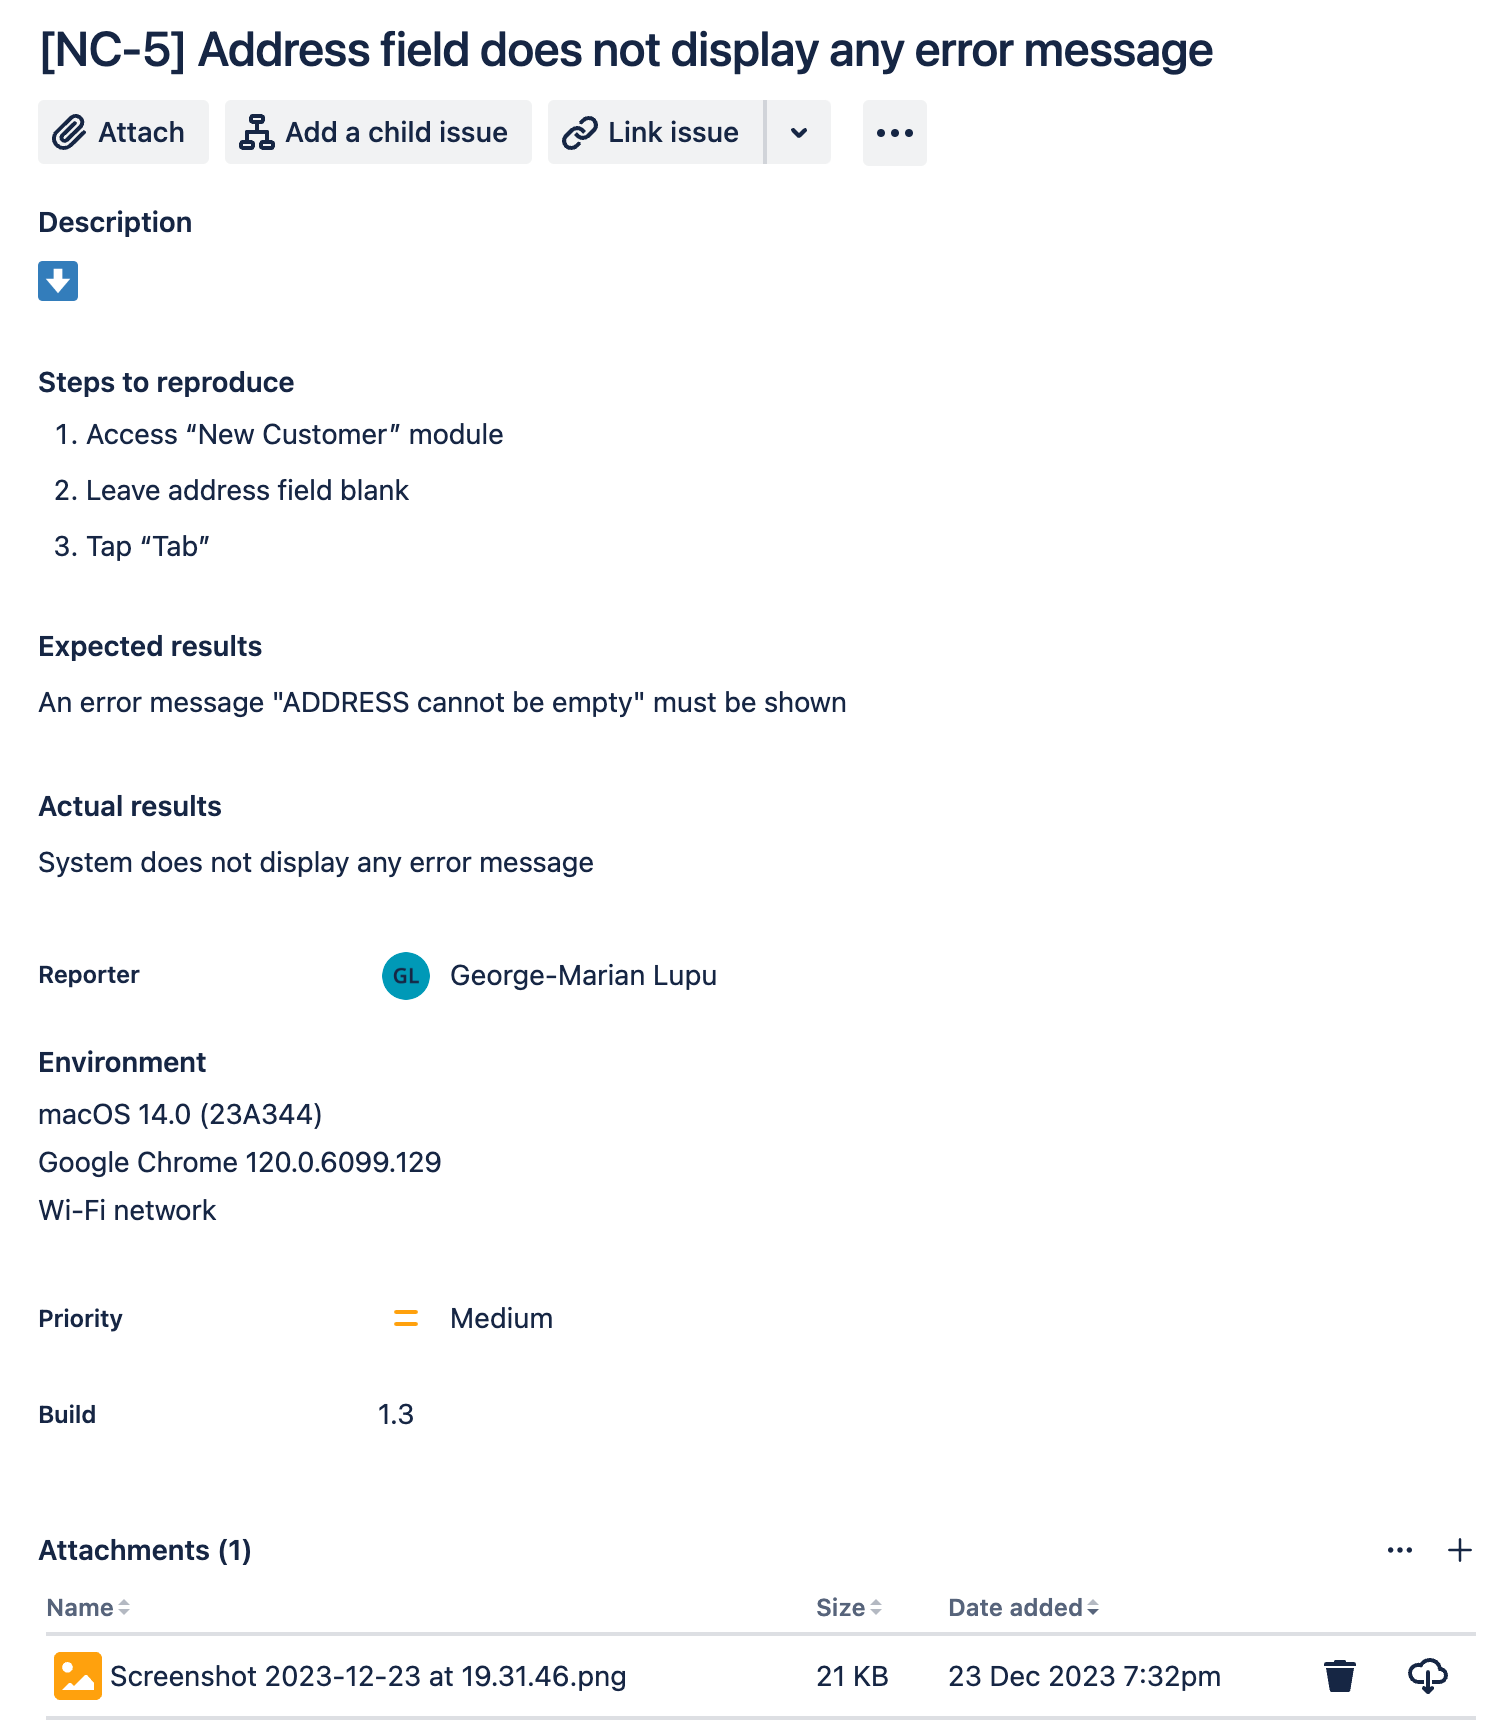 [NC-5] Address field does not display any error message
Attach
Add a child issue
Link issue
Description
Steps to reproduce
1. Access “New Customer” module
2. Leave address field blank
3. Tap “Tab”
Expected results
An error message "ADDRESS cannot be empty" must be shown
Actual results
System does not display any error message
Reporter GL George-Marian Lupu
Environment
macOS 14.0 (23A344)
Google Chrome 120.0.6099.129
Wi-Fi network
Priority Medium
Build 1.3
Attachments (1)
Name Size Date added
Screenshot 2023-12-23 at 19.31.46.png 21 KB 23 Dec 2023 7:32pm